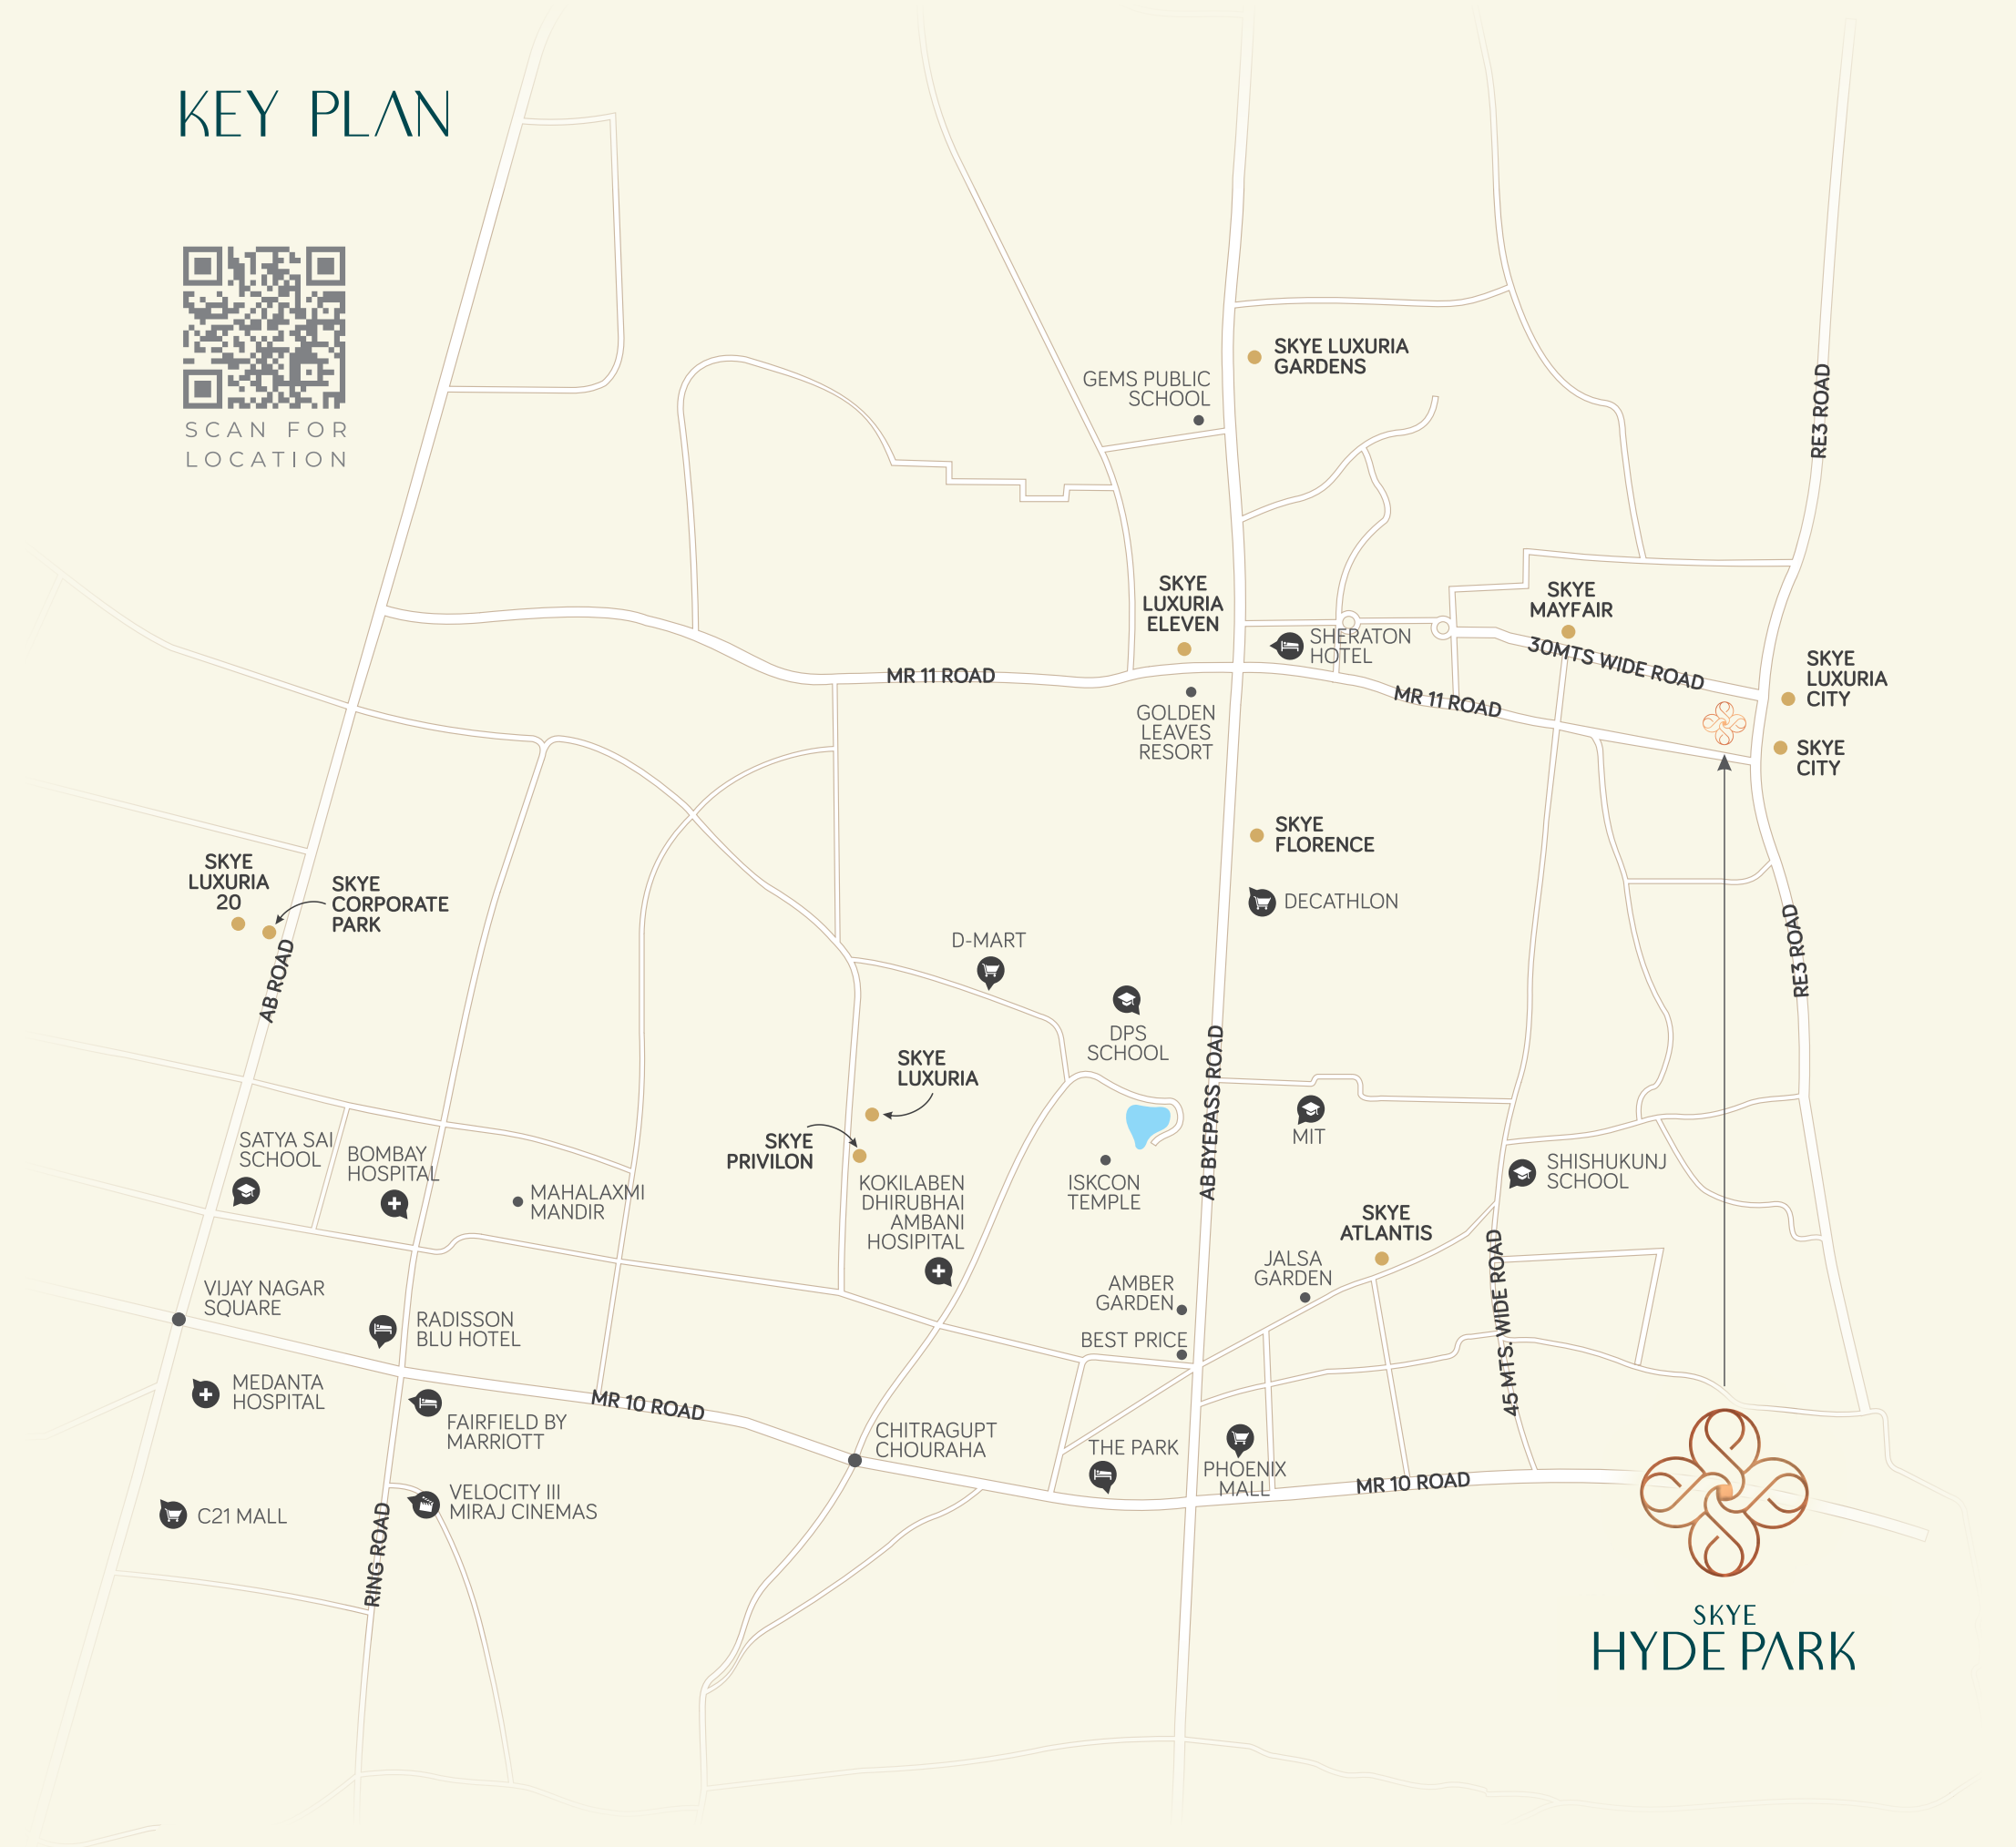 KEY PLAN
SCAN FOR
LOCATION
SKYE LUXURIA
GARDENS
GEMS PUBLIC
SCHOOL
RE3 ROAD
SKYE
LUXURIA
ELEVEN
SHERATON
HOTEL
SKYE
MAYFAIR
30MTS WIDE ROAD
SKYE
LUXURIA
CITY
MR 11 ROAD
MR 11 ROAD
GOLDEN
LEAVES
RESORT
SKYE
CITY
SKYE
FLORENCE
DECATHLON
SKYE
LUXURIA
20
SKYE
CORPORATE
PARK
AB ROAD
RE3 ROAD
D-MART
DPS
SCHOOL
SKYE
LUXURIA
AB BYEPASS ROAD
MIT
SKYE
PRIVILON
SATYA SAI
SCHOOL
BOMBAY
HOSPITAL
MAHALAXMI
MANDIR
KOKILABEN
DHIRUBHAI
AMBANI
HOSIPITAL
ISKCON
TEMPLE
SHISHUKUNJ
SCHOOL
SKYE
ATLANTIS
JALSA
GARDEN
AMBER
GARDEN
BEST PRICE
45 MTS. WIDE ROAD
VIJAY NAGAR
SQUARE
RADISSON
BLU HOTEL
MEDANTA
HOSPITAL
FAIRFIELD BY
MARRIOTT
MR 10 ROAD
CHITRAGUPT
CHOURAHA
THE PARK
PHOENIX
MALL
MR 10 ROAD
C21 MALL
VELOCITY III
MIRAJ CINEMAS
RING ROAD
SKYE
HYDE PARK